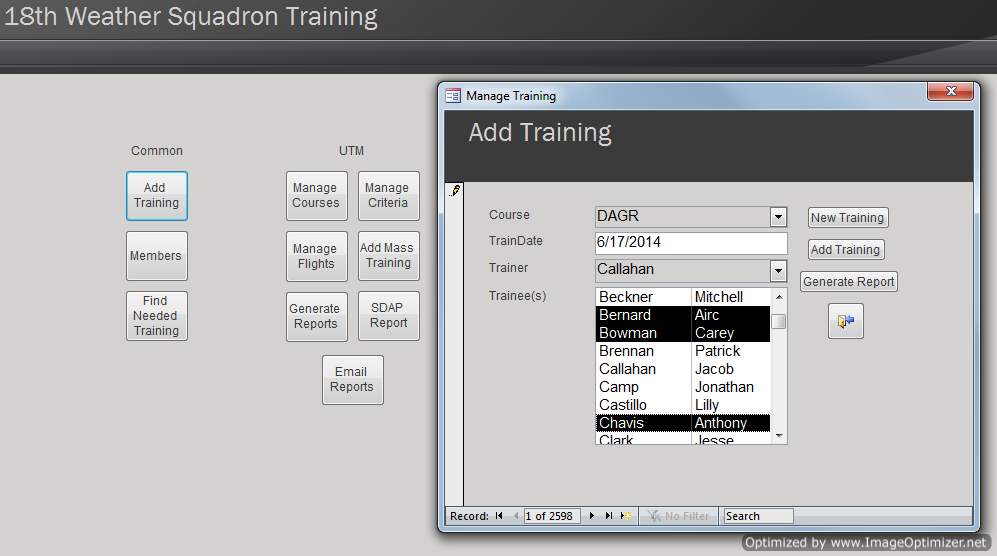 18th Weather Squadron Training
Common
UTM
Add Training
Members
Find Needed Training
Manage Courses
Manage Criteria
Manage Flights
Add Mass Training
Generate Reports
SDAP Report
Email Reports
Manage Training
Add Training
Course
DAGR
New Training
TrainDate
6/17/2014
Add Training
Trainer
Callahan
Generate Report
Trainee(s)
Beckner Mitchell
Bernard Airc
Bowman Carey
Brennan Patrick
Callahan Jacob
Camp Jonathan
Castillo Lilly
Chavis Anthony
Clark Jesse
Record: 1 of 2598 No Filter Search
Optimized by www.ImageOptimizer.net